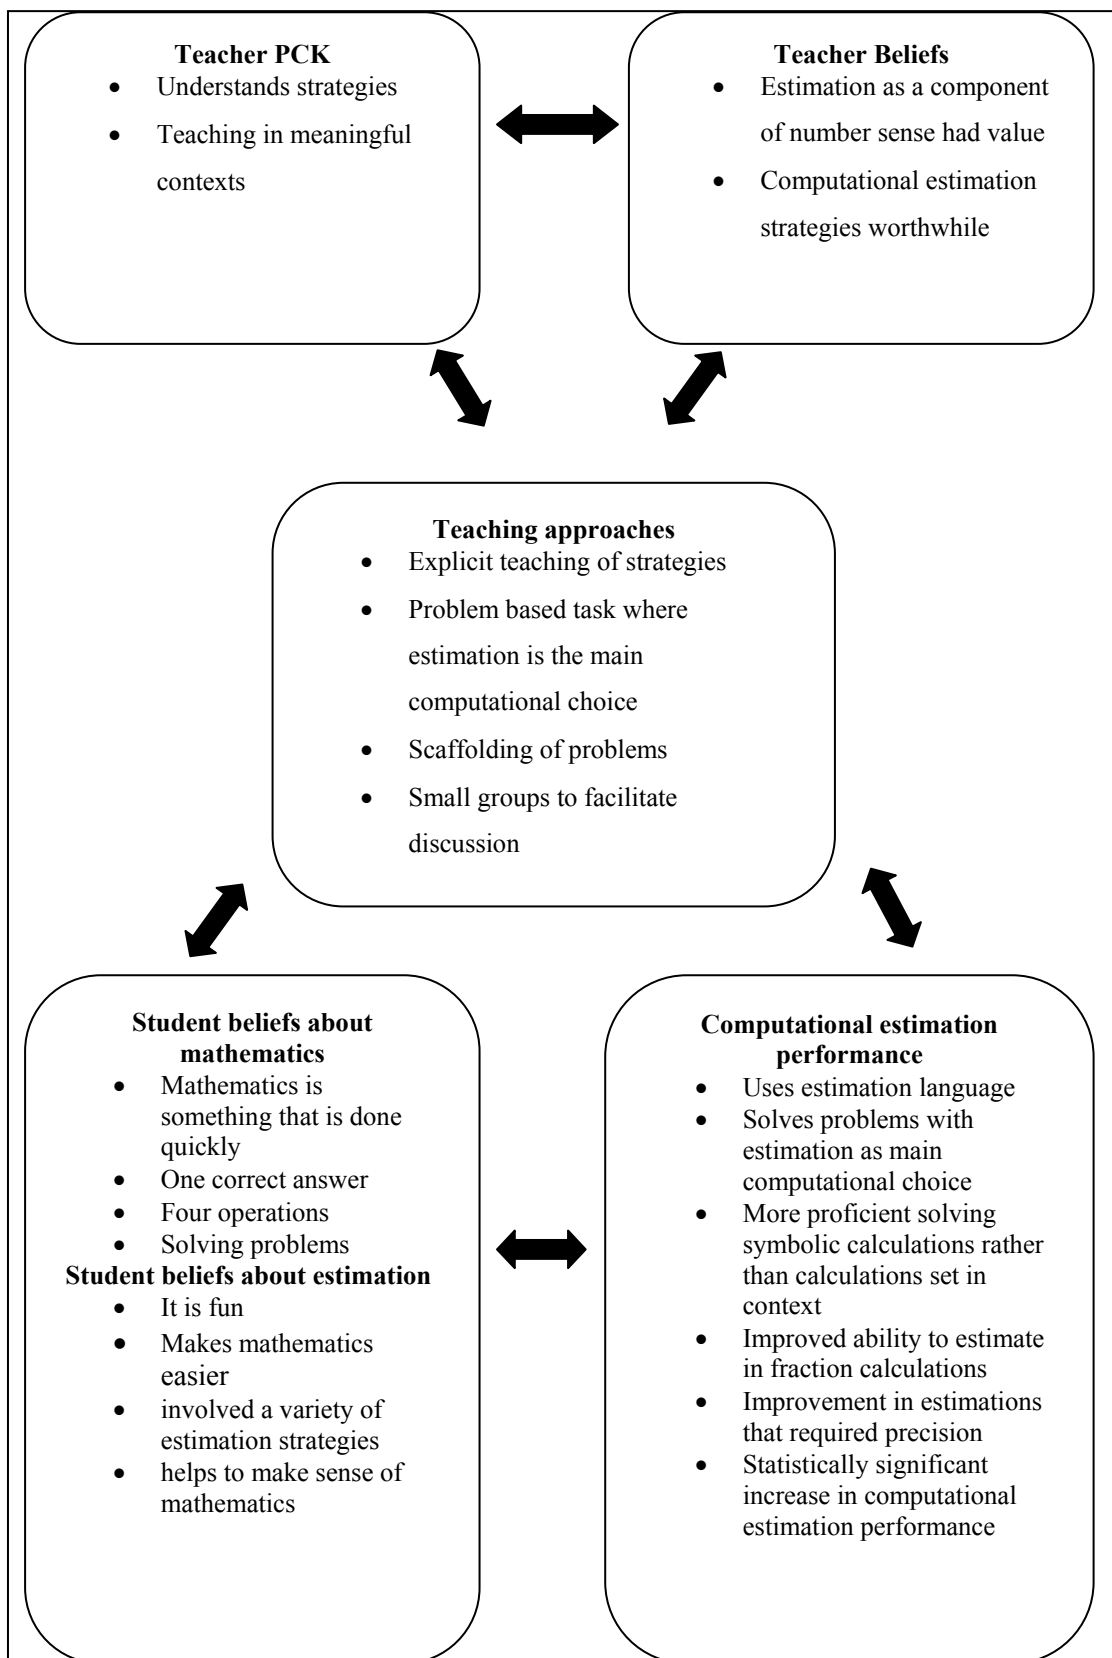 Teacher PCK
• Understands strategies
• Teaching in meaningful
contexts
Teacher Beliefs
• Estimation as a component
of number sense had value
• Computational estimation
strategies worthwhile
Teaching approaches
• Explicit teaching of strategies
• Problem based task where
estimation is the main
computational choice
• Scaffolding of problems
• Small groups to facilitate
discussion
Student beliefs about
mathematics
• Mathematics is
something that is done
quickly
• One correct answer
• Four operations
• Solving problems
Student beliefs about estimation
• It is fun
• Makes mathematics
easier
• involved a variety of
estimation strategies
• helps to make sense of
mathematics
Computational estimation
performance
• Uses estimation language
• Solves problems with
estimation as main
computational choice
• More proficient solving
symbolic calculations rather
than calculations set in
context
• Improved ability to estimate
in fraction calculations
• Improvement in estimations
that required precision
• Statistically significant
increase in computational
estimation performance